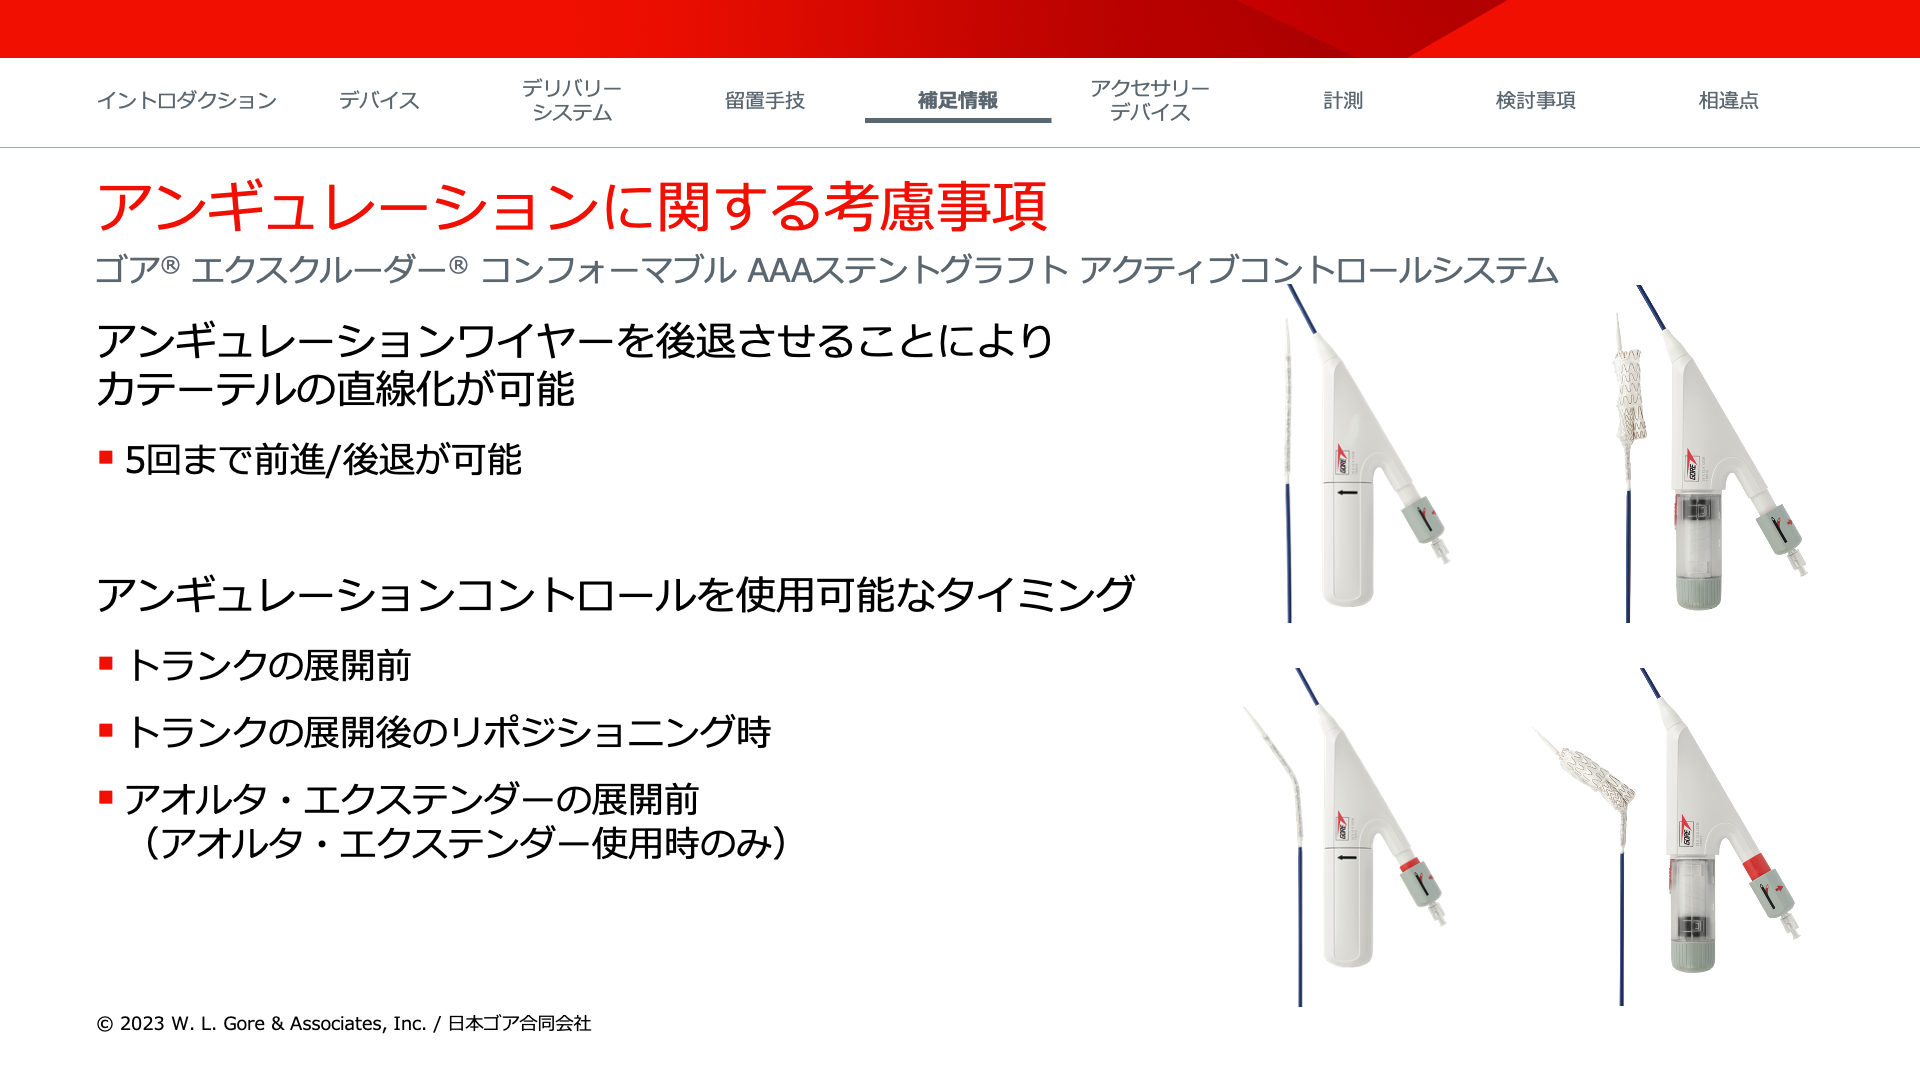 イントロダクション
デバイス
デリバリー
システム
留置手技
補足情報
アクセサリー
デバイス
計測
検討事項
相違点
アンギュレーションに関する考慮事項
ゴア® エクスクルーダー® コンフォーマブル AAAステントグラフト アクティブコントロールシステム
アンギュレーションワイヤーを後退させることにより
カテーテルの直線化が可能
▪ 5回まで前進/後退が可能
アンギュレーションコントロールを使用可能なタイミング
▪ トランクの展開前
▪ トランクの展開後のリポジショニング時
▪ アオルタ・エクステンダーの展開前
（アオルタ・エクステンダー使用時のみ）
GORE
GORE
GORE
GORE
© 2023 W. L. Gore & Associates, Inc. / 日本ゴア合同会社